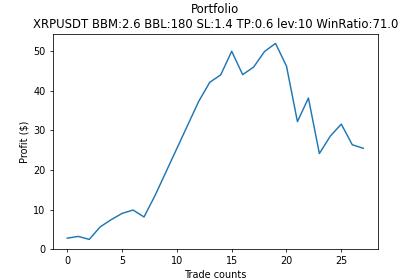 Portfolio
XRPUSDT BBM:2.6 BBL:180 SL:1.4 TP:0.6 lev:10 WinRatio:71.0
50
40
30
20
10
0
Profit ($)
0 5 10 15 20 25
Trade counts